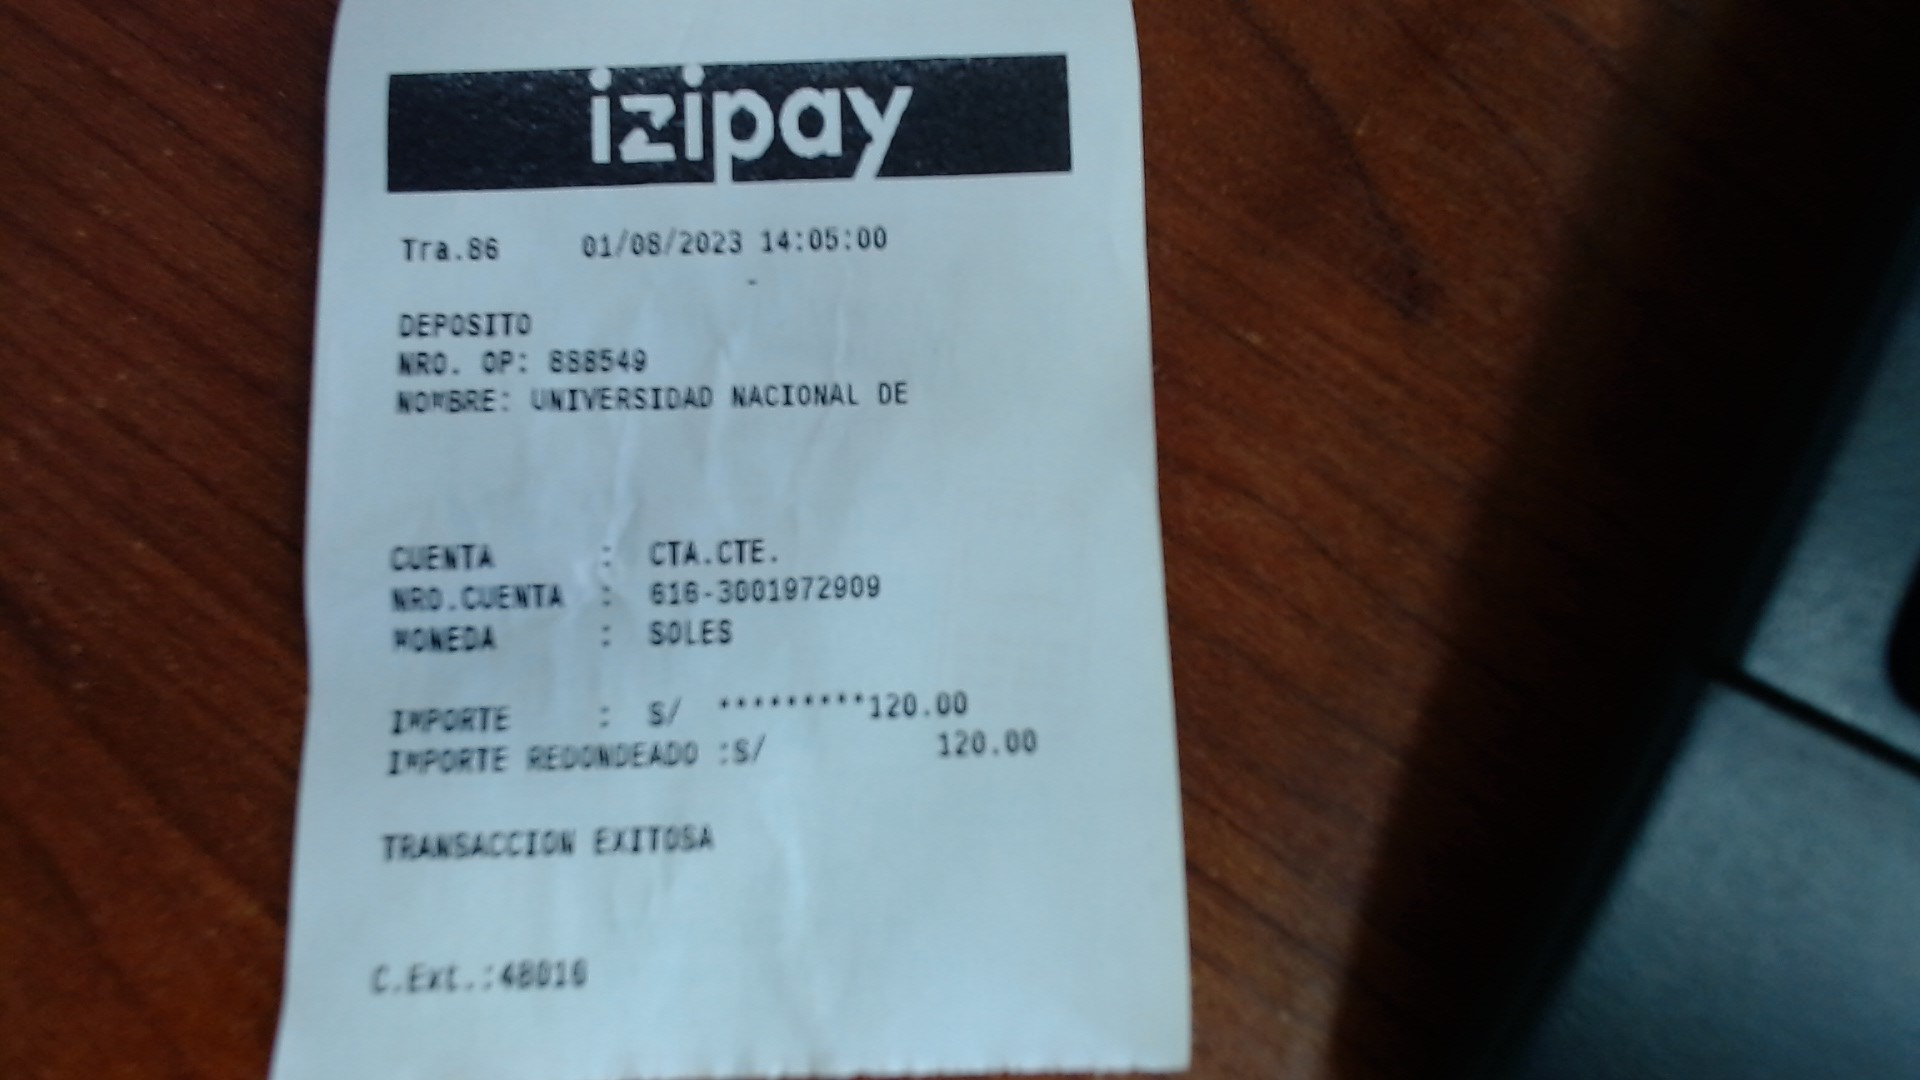 izipay
Tra.86 01/08/2023 14:05:00
-
DEPOSITO
NRO. OP: 888549
NOMBRE: UNIVERSIDAD NACIONAL DE
CUENTA : CTA.CTE.
NRO.CUENTA : 616-3001972909
MONEDA : SOLES
IMPORTE : S/ *********120.00
IMPORTE REDONDEADO :S/ 120.00
TRANSACCION EXITOSA
C.Ext.:48016